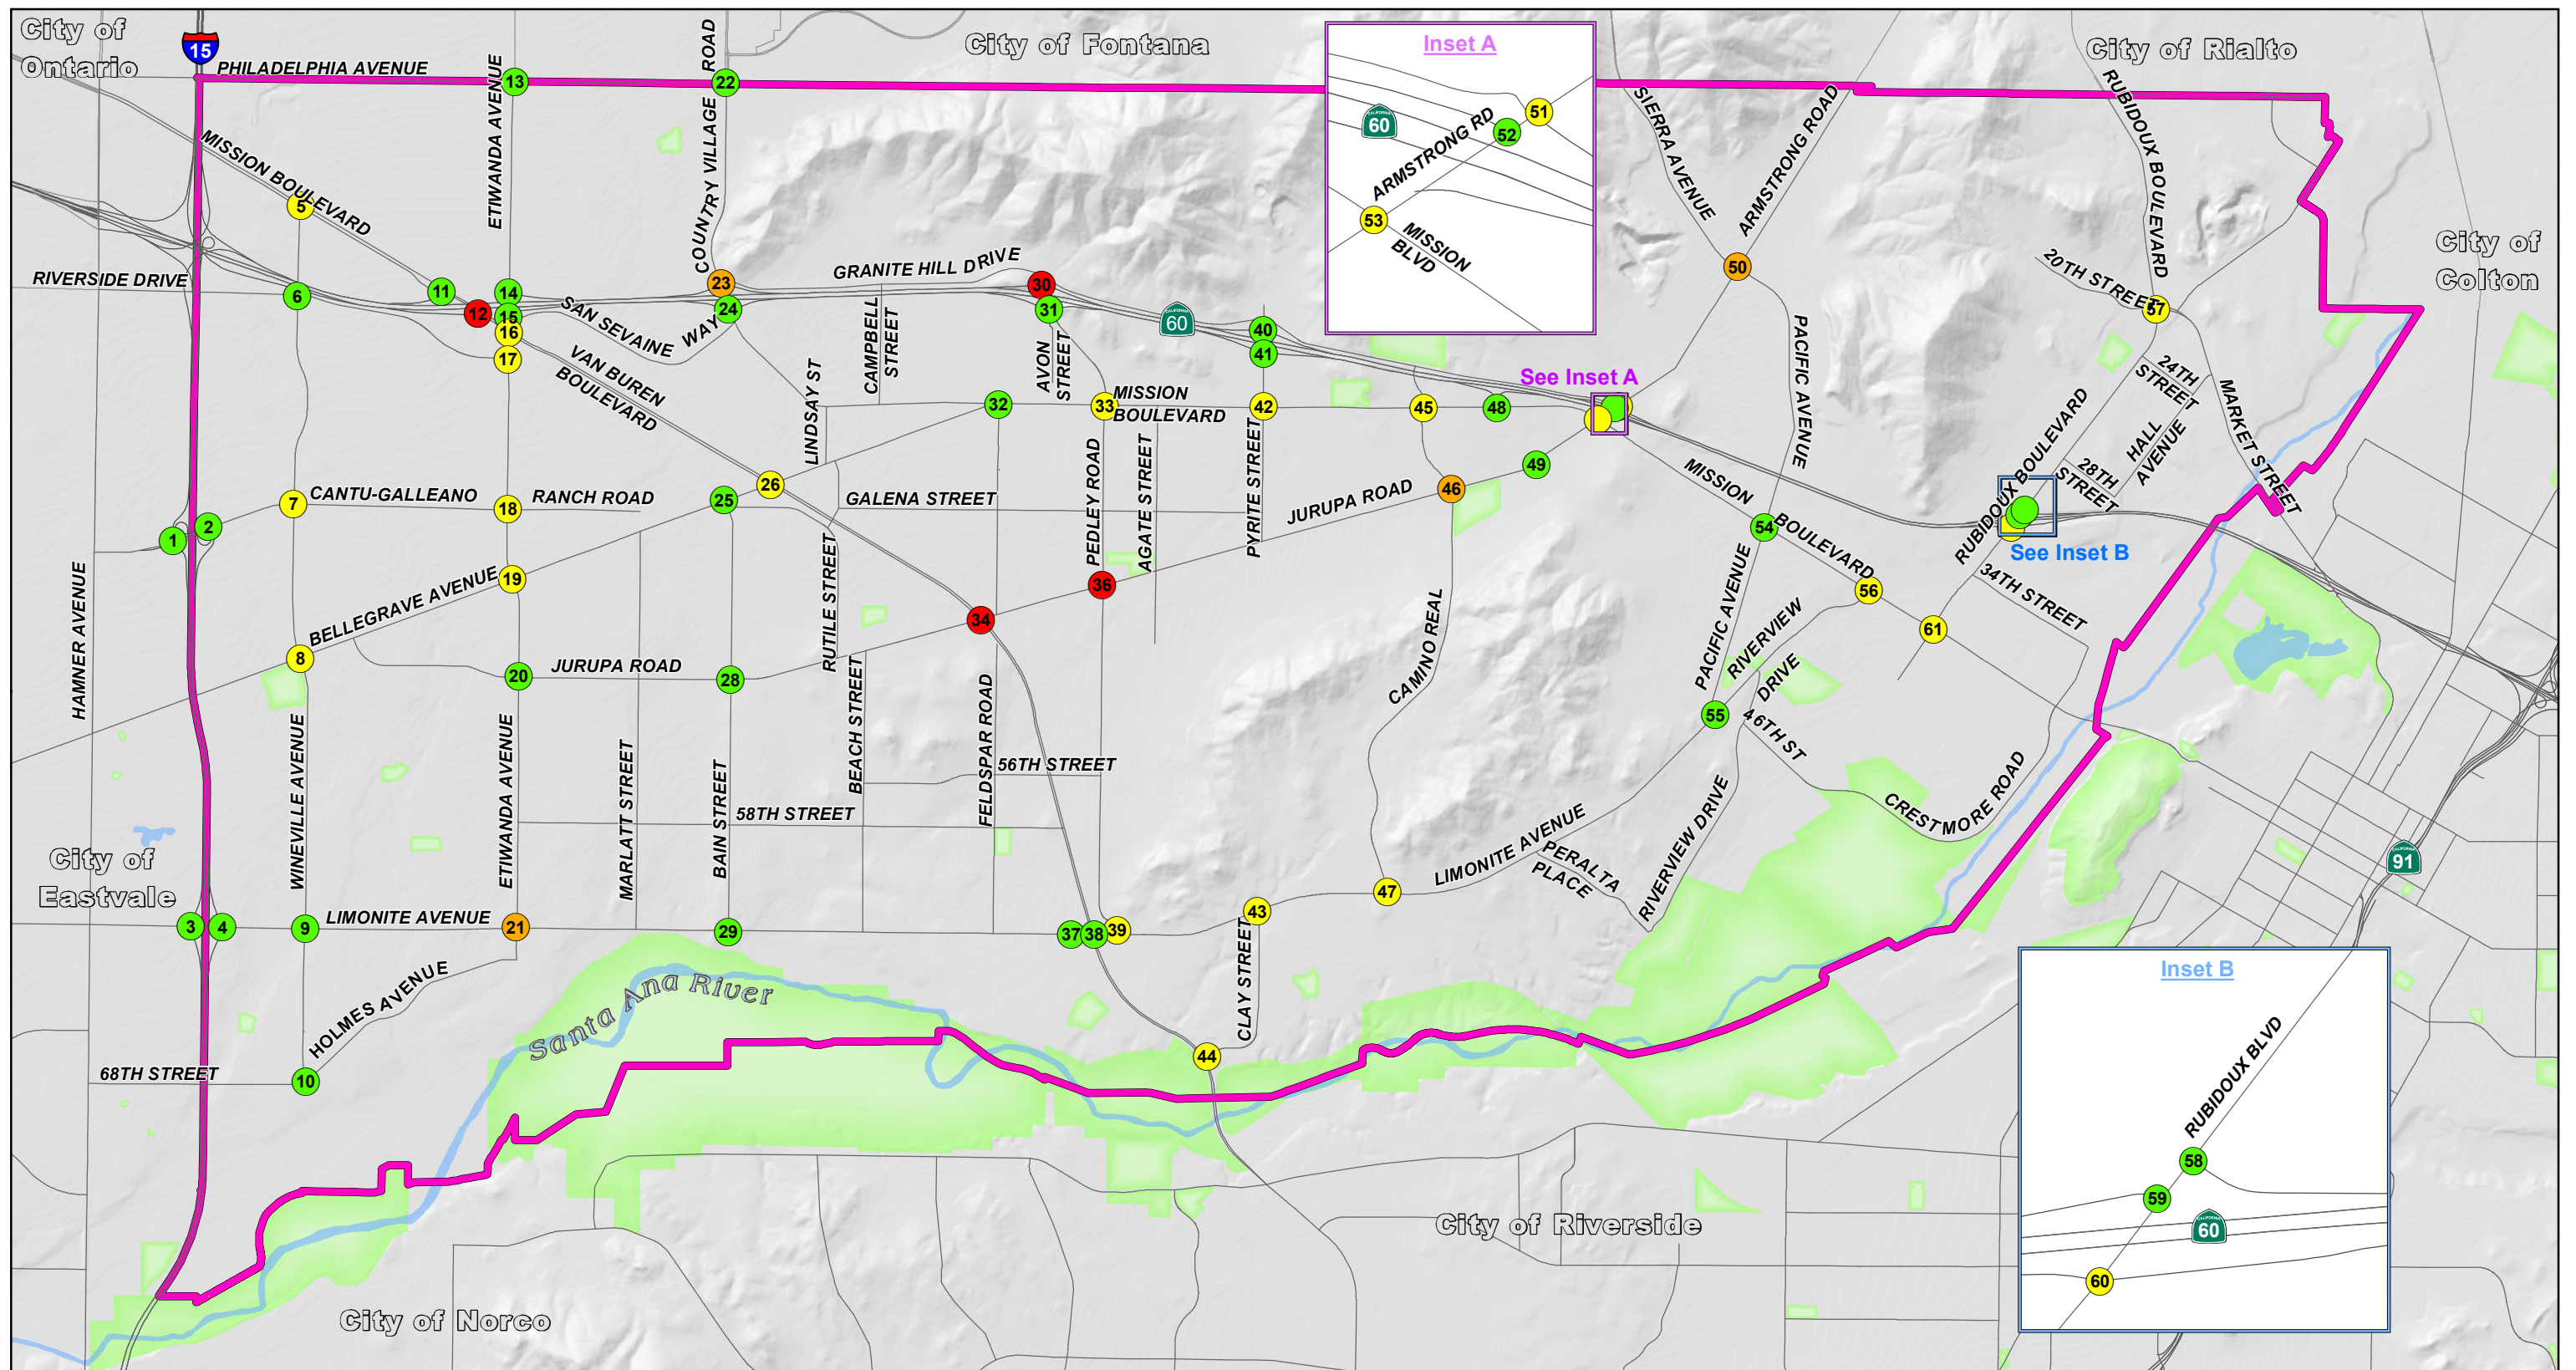 City of
Ontario
15
PHILADELPHIA AVENUE
ETIWANDA AVENUE
13
COUNTRY VILLAGE ROAD
22
City of Fontana
Inset A
60
ARMSTRONG RD
51
52
53
MISSION
BLVD
SIERRA AVENUE
ARMSTRONG ROAD
City of Rialto
RUBIDOUX BOULEVARD
City of
Colton
MISSION BOULEVARD
5
RIVERSIDE DRIVE
6
11
12
14
15
16
17
SAN SEVAINE WAY
23
24
GRANITE HILL DRIVE
30
31
60
40
41
50
20TH STREET
57
VAN BUREN
BOULEVARD
LINDSAY ST
CAMPBELL
STREET
AVON
STREET
32
33
MISSION
BOULEVARD
42
45
48
See Inset A
PACIFIC AVENUE
24TH
STREET
MARKET STREET
HALL
AVENUE
28TH
STREET
RUBIDOUX BOULEVARD
See Inset B
1
2
7
CANTU-GALLEANO
RANCH ROAD
18
25
26
GALENA STREET
PEDLEY ROAD
AGATE STREET
PYRITE STREET
JURUPA ROAD
46
49
MISSION
BOULEVARD
54
56
61
34TH STREET
HAMNER AVENUE
BELLEGRAVE AVENUE
19
8
RUTILE STREET
34
36
CAMINO REAL
PACIFIC AVENUE
RIVERVIEW
DRIVE
55
46TH ST
20
JURUPA ROAD
28
WINEVILLE AVENUE
ETIWANDA AVENUE
MARLATT STREET
BAIN STREET
BEACH STREET
FELDSPAR ROAD
56TH STREET
58TH STREET
LIMONITE AVENUE
PERALTA
PLACE
RIVERVIEW DRIVE
CRESTMORE ROAD
91
City of
Eastvale
3
4
9
LIMONITE AVENUE
21
29
37
38
39
43
47
CLAY STREET
44
HOLMES AVENUE
68TH STREET
10
Santa Ana River
City of Norco
City of Riverside
Inset B
RUBIDOUX BLVD
58
59
60
60